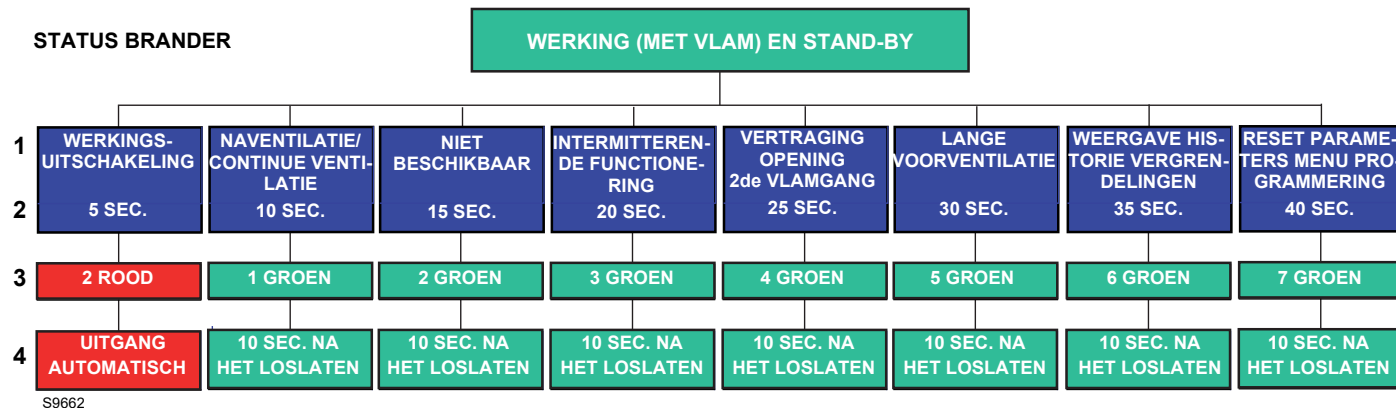 STATUS BRANDER
WERKING (MET VLAM) EN STAND-BY
1
WERKINGS-
UITSCHAKELING
NAVENTILATIE/
CONTINUE VENTI-
LATIE
NIET
BESCHIKBAAR
INTERMITTEREN-
DE FUNCTIONE-
RING
VERTRAGING
OPENING
2de VLAMGANG
LANGE
VOORVENTILATIE
WEERGAVE HIS-
TORIE VERGREN-
DELINGEN
RESET PARAME-
TERS MENU PRO-
GRAMMERING
2
5 SEC.
10 SEC.
15 SEC.
20 SEC.
25 SEC.
30 SEC.
35 SEC.
40 SEC.
3
2 ROOD
1 GROEN
2 GROEN
3 GROEN
4 GROEN
5 GROEN
6 GROEN
7 GROEN
4
UITGANG
AUTOMATISCH
10 SEC. NA
HET LOSLATEN
10 SEC. NA
HET LOSLATEN
10 SEC. NA
HET LOSLATEN
10 SEC. NA
HET LOSLATEN
10 SEC. NA
HET LOSLATEN
10 SEC. NA
HET LOSLATEN
10 SEC. NA
HET LOSLATEN
S9662